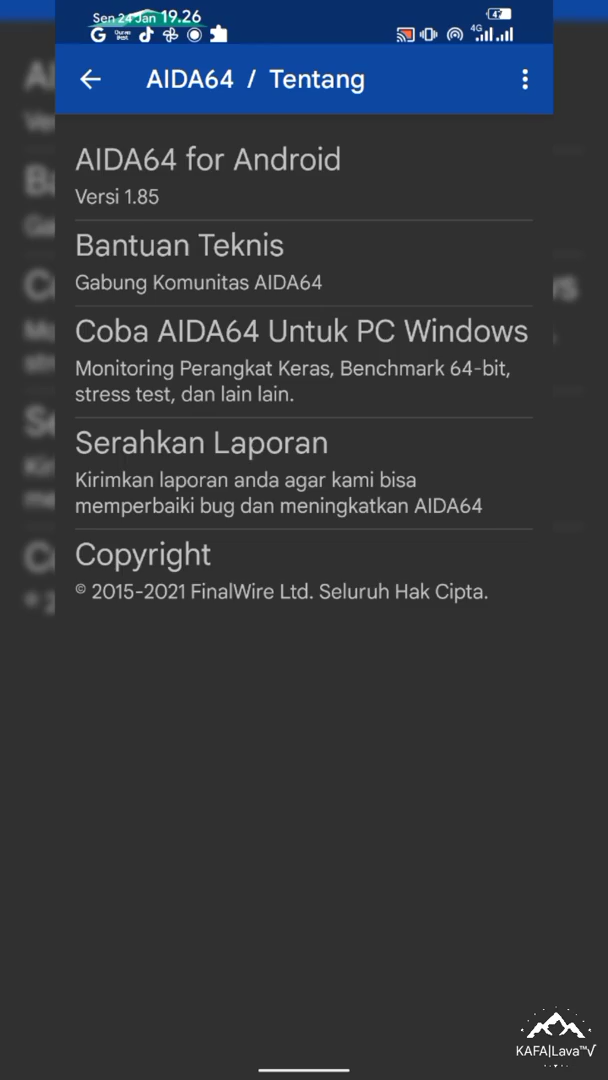 Sen 24 Jan 19.26
4G
AIDA64 / Tentang
AIDA64 for Android
Versi 1.85
Bantuan Teknis
Gabung Komunitas AIDA64
Coba AIDA64 Untuk PC Windows
Monitoring Perangkat Keras, Benchmark 64-bit,
stress test, dan lain lain.
Serahkan Laporan
Kirimkan laporan anda agar kami bisa
memperbaiki bug dan meningkatkan AIDA64
Copyright
© 2015-2021 FinalWire Ltd. Seluruh Hak Cipta.
KAFA|Lava™√